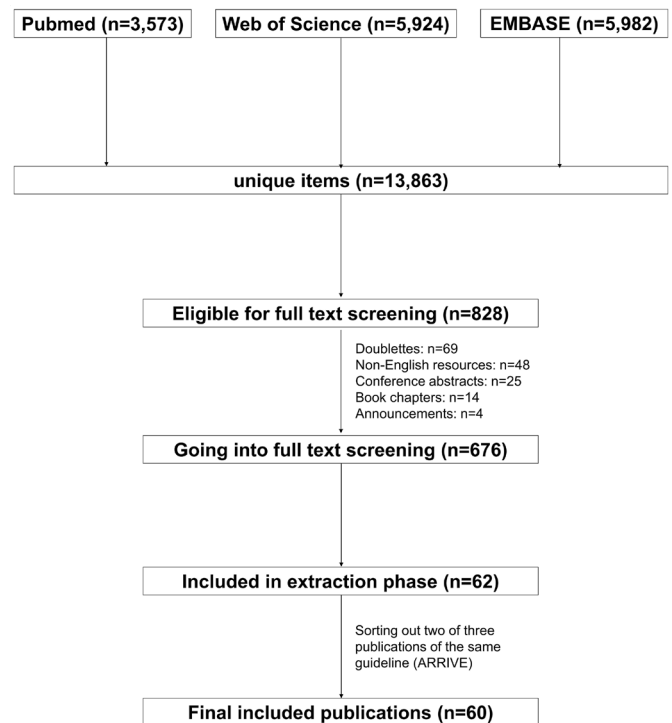 Pubmed (n=3,573)
Web of Science (n=5,924)
EMBASE (n=5,982)
unique items (n=13,863)
Eligible for full text screening (n=828)
Doublettes: n=69
Non-English resources: n=48
Conference abstracts: n=25
Book chapters: n=14
Announcements: n=4
Going into full text screening (n=676)
Included in extraction phase (n=62)
Sorting out two of three
publications of the same
guideline (ARRIVE)
Final included publications (n=60)